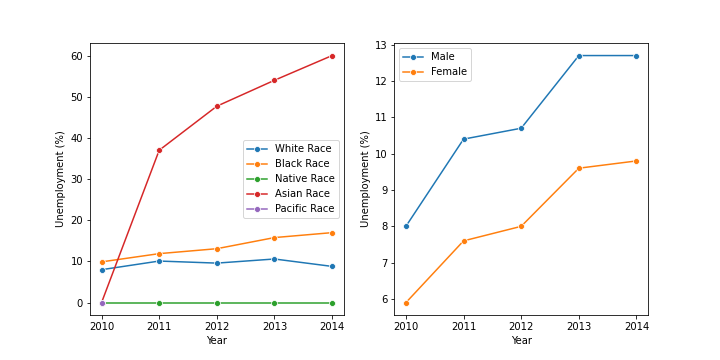 60
50
40
30
20
10
0
Unemployment (%)
White Race
Black Race
Native Race
Asian Race
Pacific Race
2010 2011 2012 2013 2014
Year
13
12
11
10
9
8
7
6
Unemployment (%)
Male
Female
2010 2011 2012 2013 2014
Year